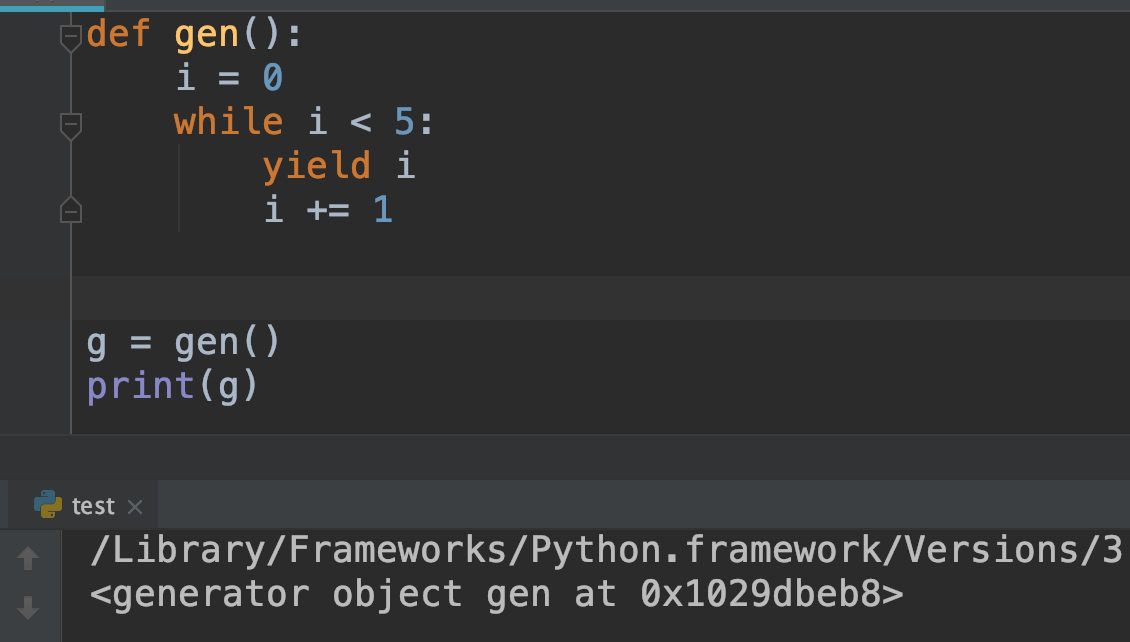 def gen():
    i = 0
    while i < 5:
        yield i
        i += 1
g = gen()
print(g)
test
/Library/Frameworks/Python.framework/Versions/3
<generator object gen at 0x1029dbeb8>